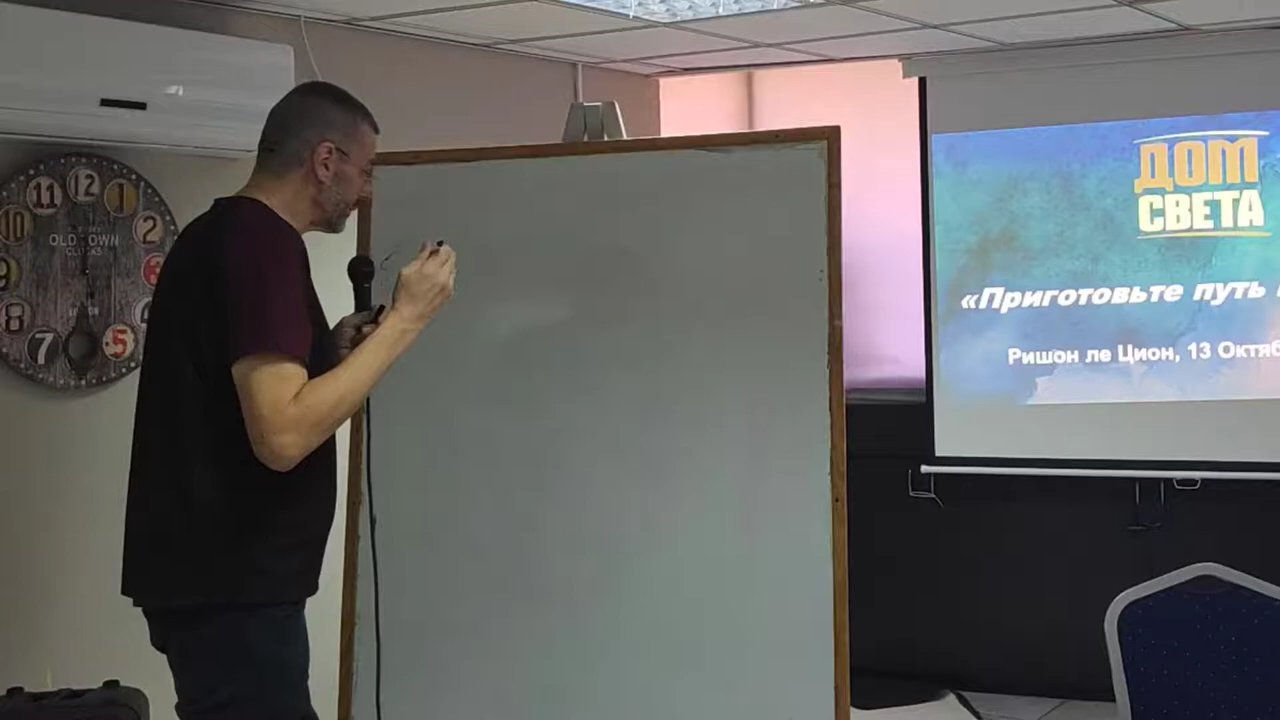 12
11
1
10
2
OLD TOWN
CLOCKS
9
3
8
7
5
ДОМ
СВЕТА
«Приготовьте путь
Ришон ле Цион, 13 Октяб